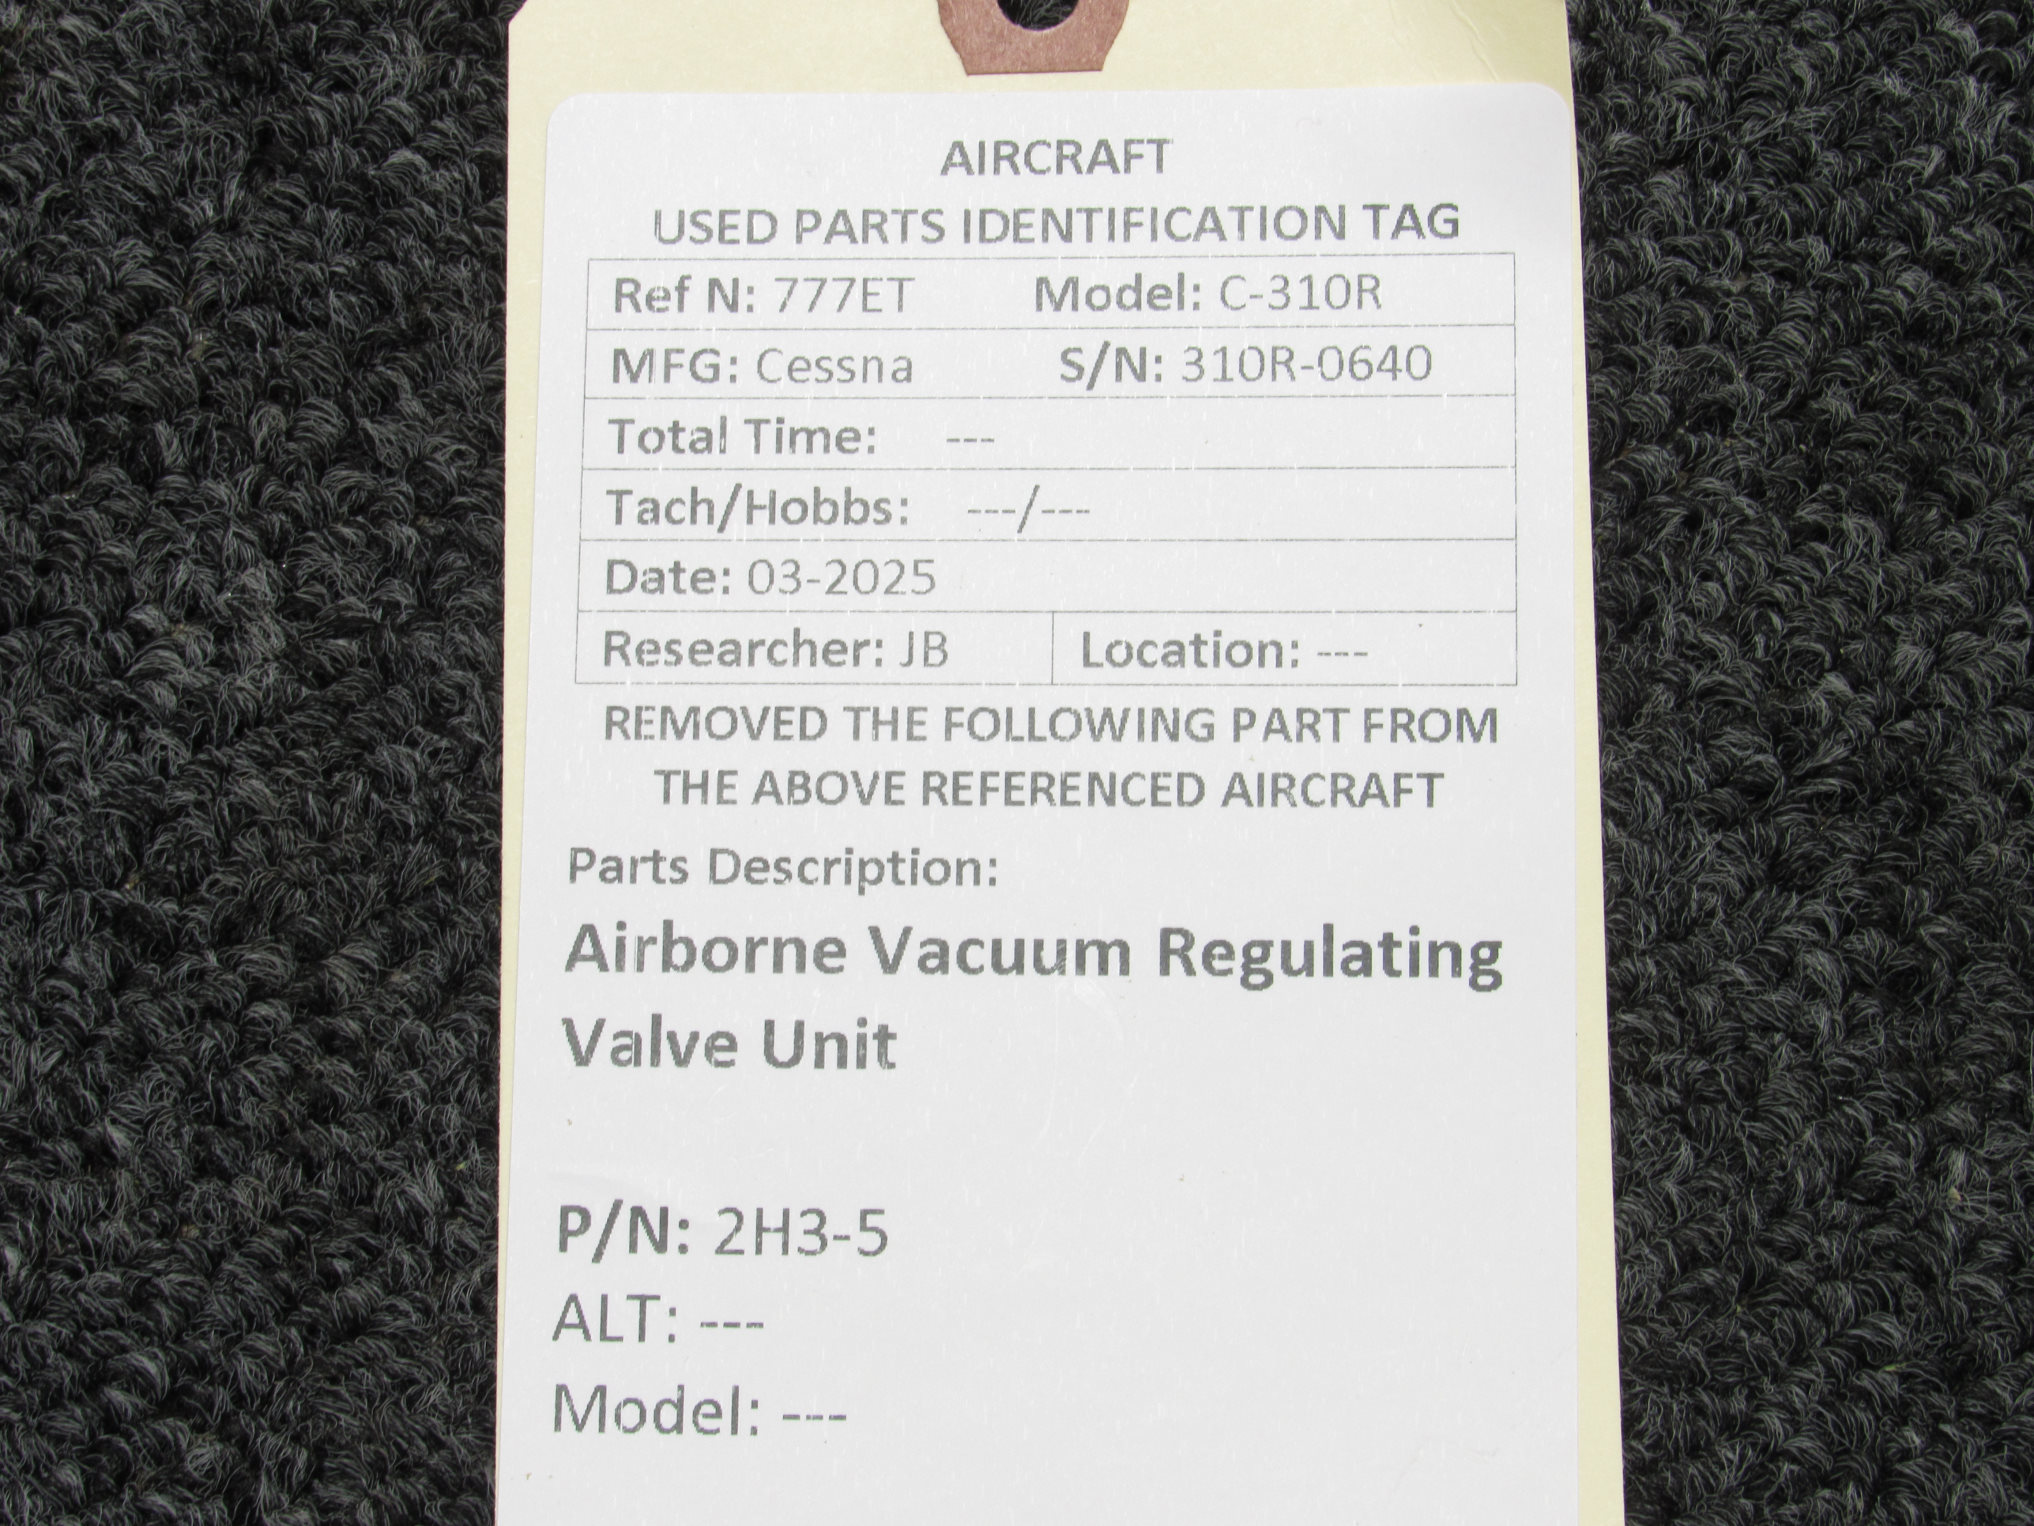 AIRCRAFT
USED PARTS IDENTIFICATION TAG
Ref N: 777ET Model: C-310R
MFG: Cessna S/N: 310R-0640
Total Time: ---
Tach/Hobbs: ---/---
Date: 03-2025
Researcher: JB Location: ---
REMOVED THE FOLLOWING PART FROM
THE ABOVE REFERENCED AIRCRAFT
Parts Description:
Airborne Vacuum Regulating
Valve Unit
P/N: 2H3-5
ALT: ---
Model: ---